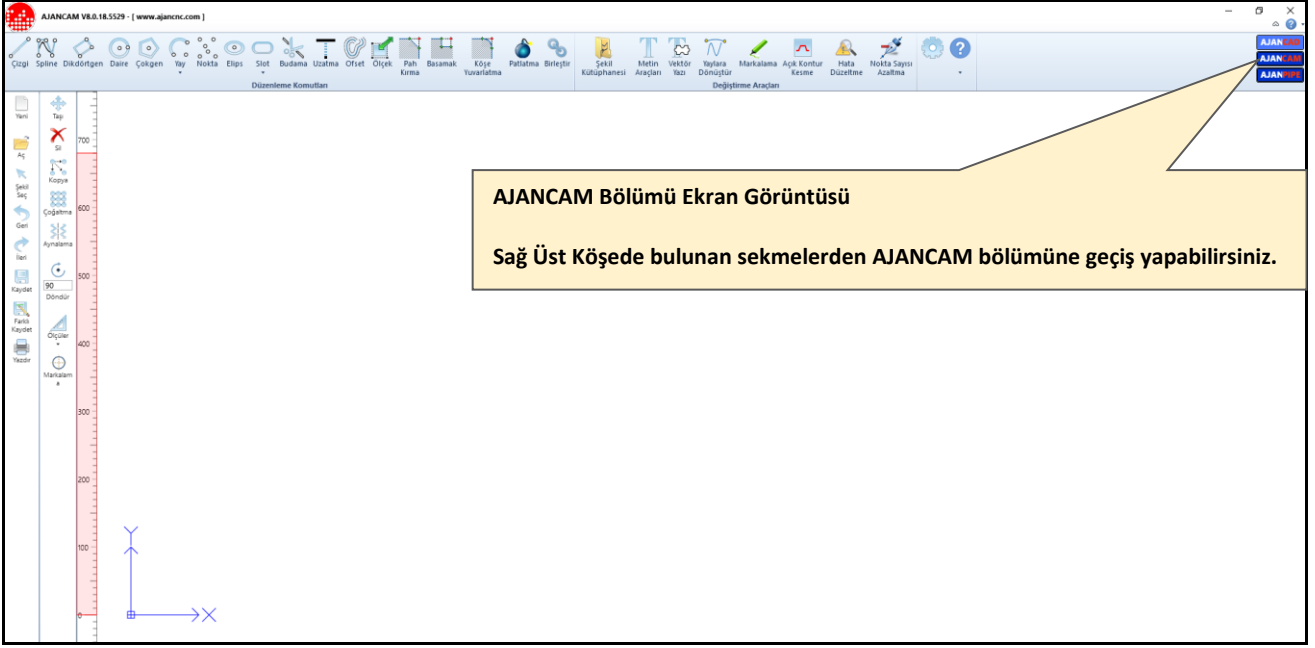 AJANCAM V8.0.18.5529 - [ www.ajancnc.com ]
Çizgi Spline Dikdörtgen Daire Çokgen Yay Nokta Elips Slot Budama Uzatma Ofset Ölçek Pah Kırma Basamak Köşe Yuvarlatma Patlatma Birleştir Şekil Kütüphanesi Metin Araçları Vektör Yazı Yaylara Dönüştür Markalama Açık Kontur Kesme Hata Düzeltme Nokta Sayısı Azaltma
Düzenleme Komutları
Değiştirme Araçları
AJANCAD
AJANCAM
AJANPIPE
Yeni
Aç
Şekil
Seç
Geri
İleri
Kaydet
Farklı
Kaydet
Yazdır
Taşı
Sil
Kopya
Çoğaltma
Aynalama
90
Döndür
Ölçüler
Markalam
a
700
600
500
400
300
200
100
0
Y
X
AJANCAM Bölümü Ekran Görüntüsü
Sağ Üst Köşede bulunan sekmelerden AJANCAM bölümüne geçiş yapabilirsiniz.